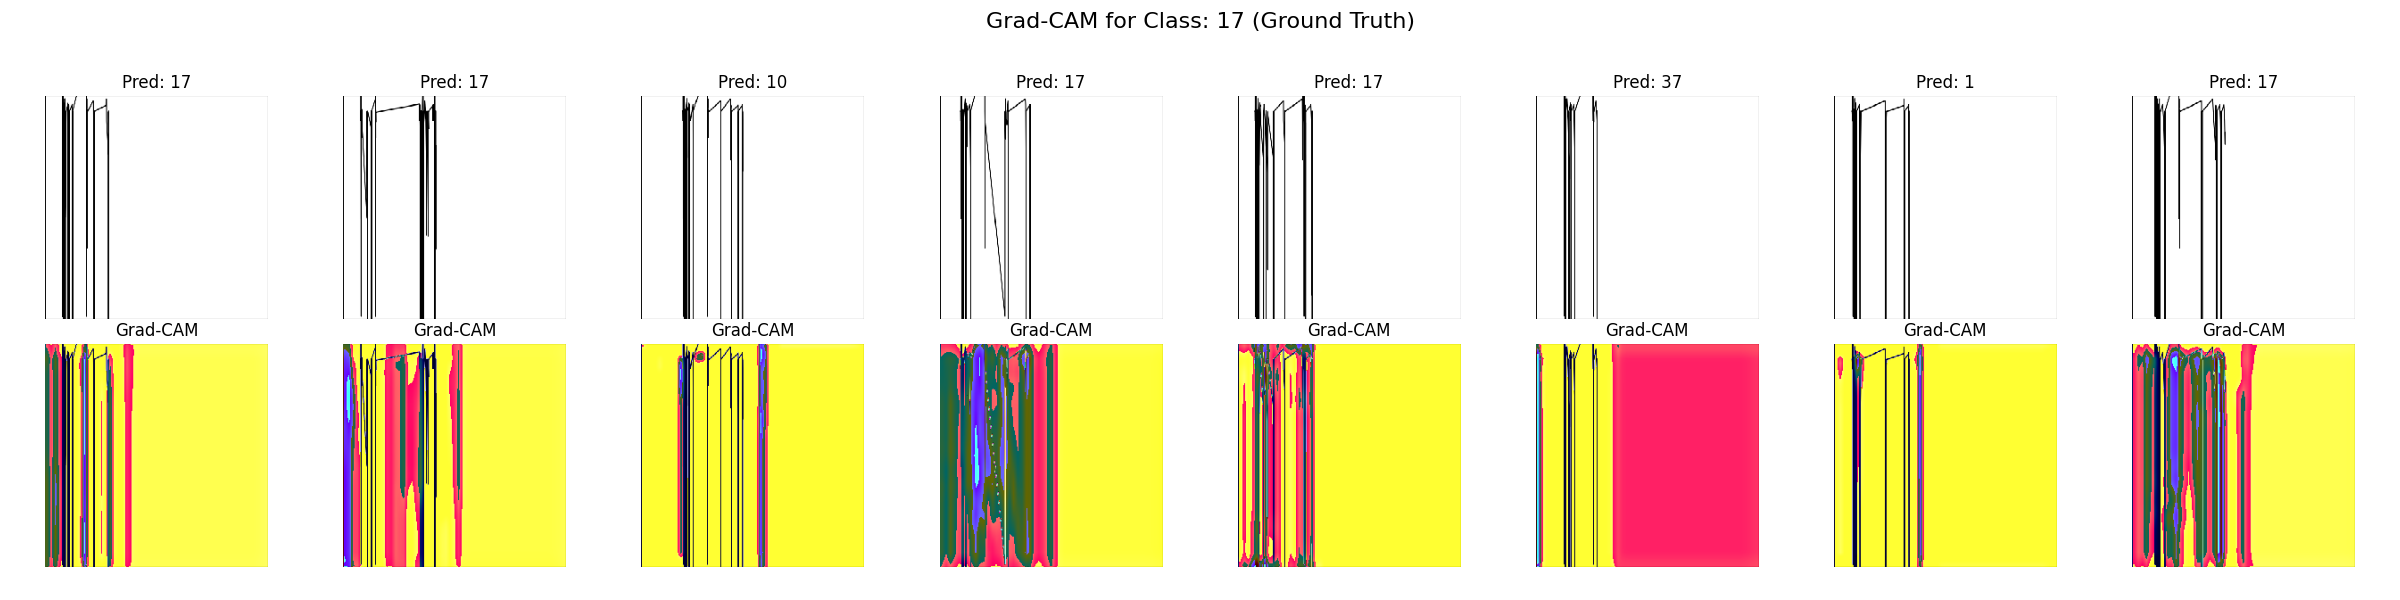 Grad-CAM for Class: 17 (Ground Truth)
Pred: 17 Pred: 17 Pred: 10 Pred: 17 Pred: 17 Pred: 37 Pred: 1 Pred: 17
Grad-CAM Grad-CAM Grad-CAM Grad-CAM Grad-CAM Grad-CAM Grad-CAM Grad-CAM